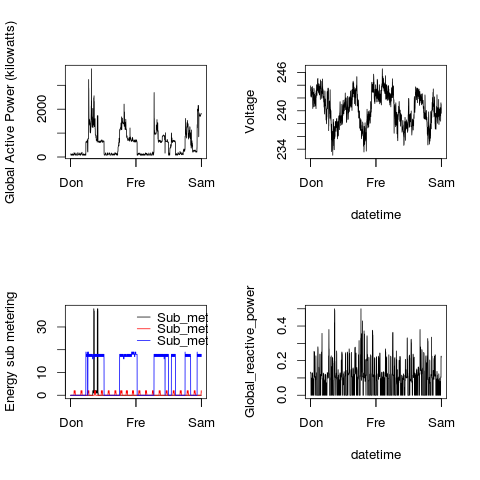 Global Active Power (kilowatts)
2000
0
Don Fre Sam
Voltage
246
240
234
Don Fre Sam
datetime
Energy sub metering
30
10
0
Sub_met
Sub_met
Sub_met
Don Fre Sam
Global_reactive_power
0.4
0.2
0.0
Don Fre Sam
datetime